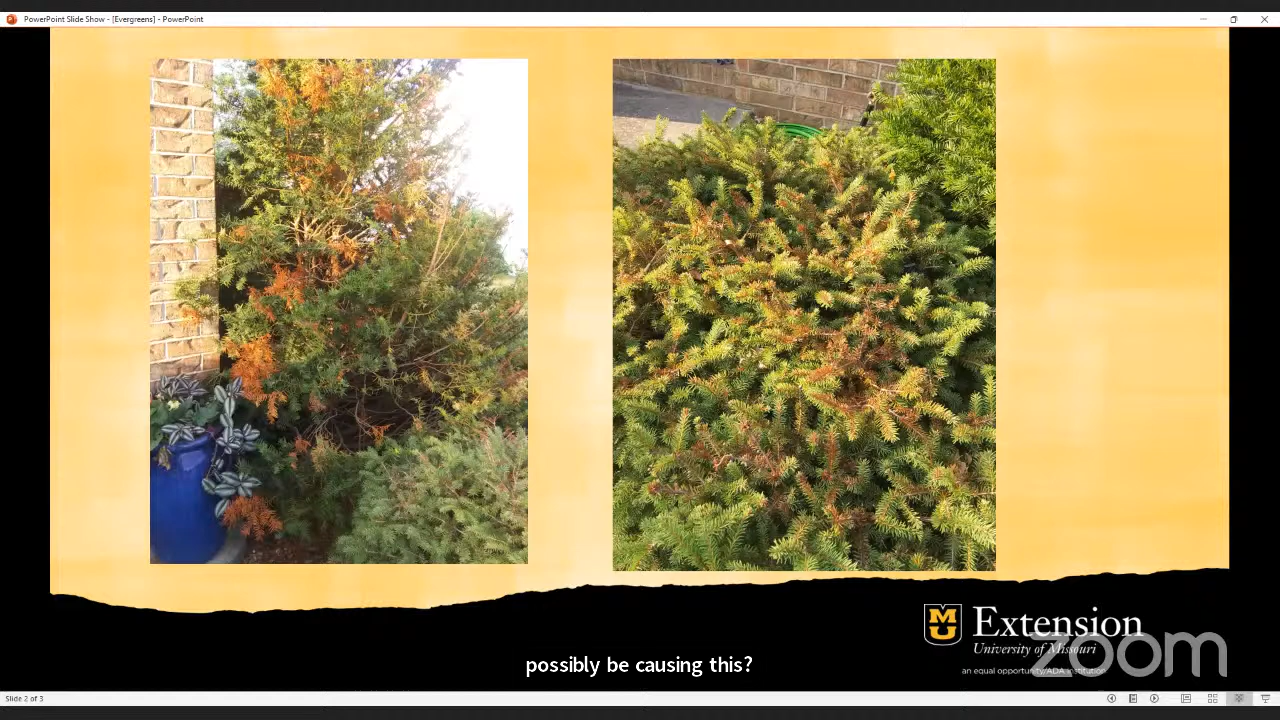 PowerPoint Slide Show - [Evergreens] - PowerPoint
MU
Extension
University of Missouri
an equal opportunity/ADA institution
zoom
possibly be causing this?
Slide 2 of 3